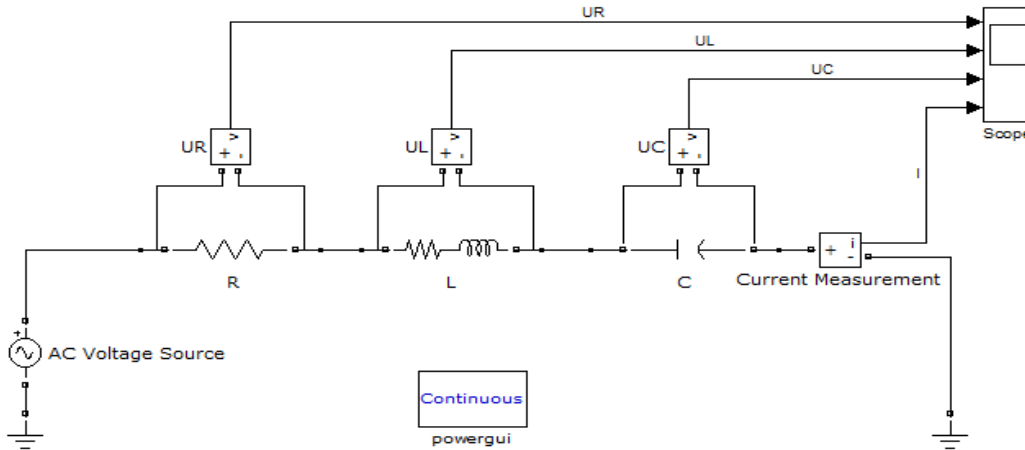 UR
UL
UC
Scope
UR
+ v -
UL
+ v -
UC
+ v -
I
R
L
C
+ i -
Current Measurement
+
AC Voltage Source
Continuous
powergui